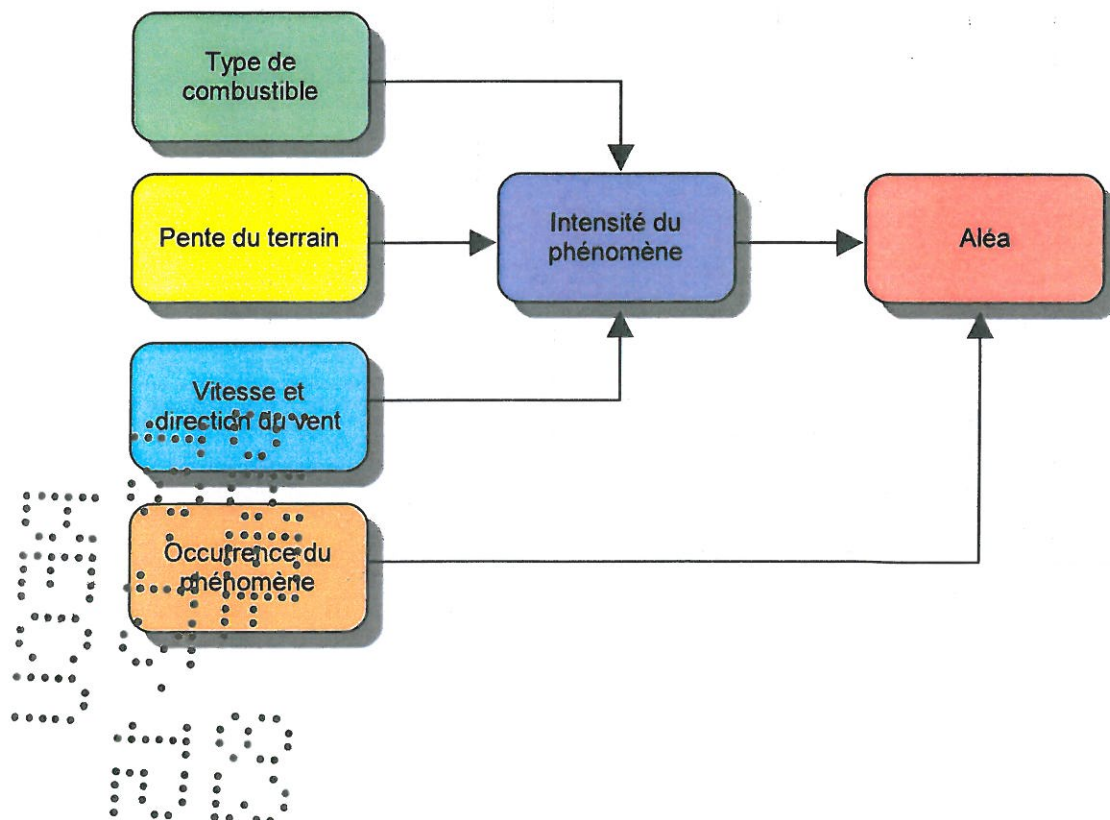 Type de
combustible
Pente du terrain
Intensité du
phénomène
Aléa
Vitesse et
direction du vent
Occurrence du
phénomène